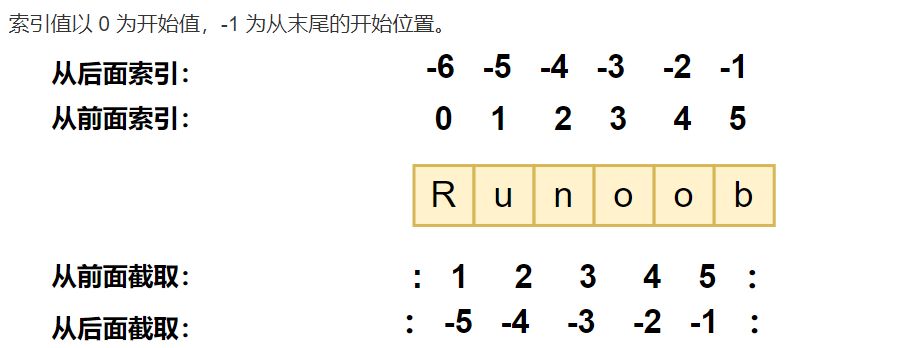 索引值以 0 为开始值，-1 为从末尾的开始位置。
从后面索引： -6 -5 -4 -3 -2 -1
从前面索引： 0 1 2 3 4 5
R u n o o b
从前面截取： : 1 2 3 4 5 :
从后面截取： : -5 -4 -3 -2 -1 :